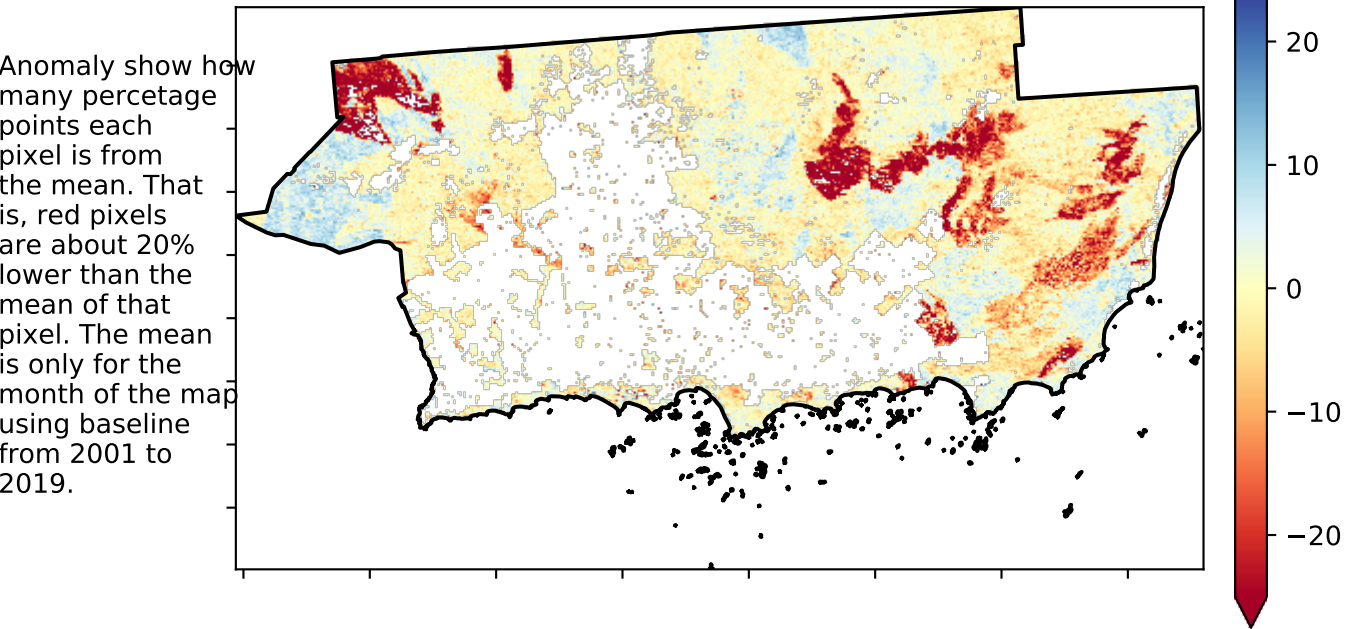 Anomaly show how
many percetage
points each
pixel is from
the mean. That
is, red pixels
are about 20%
lower than the
mean of that
pixel. The mean
is only for the
month of the map
using baseline
from 2001 to
2019.
20
10
0
−10
−20